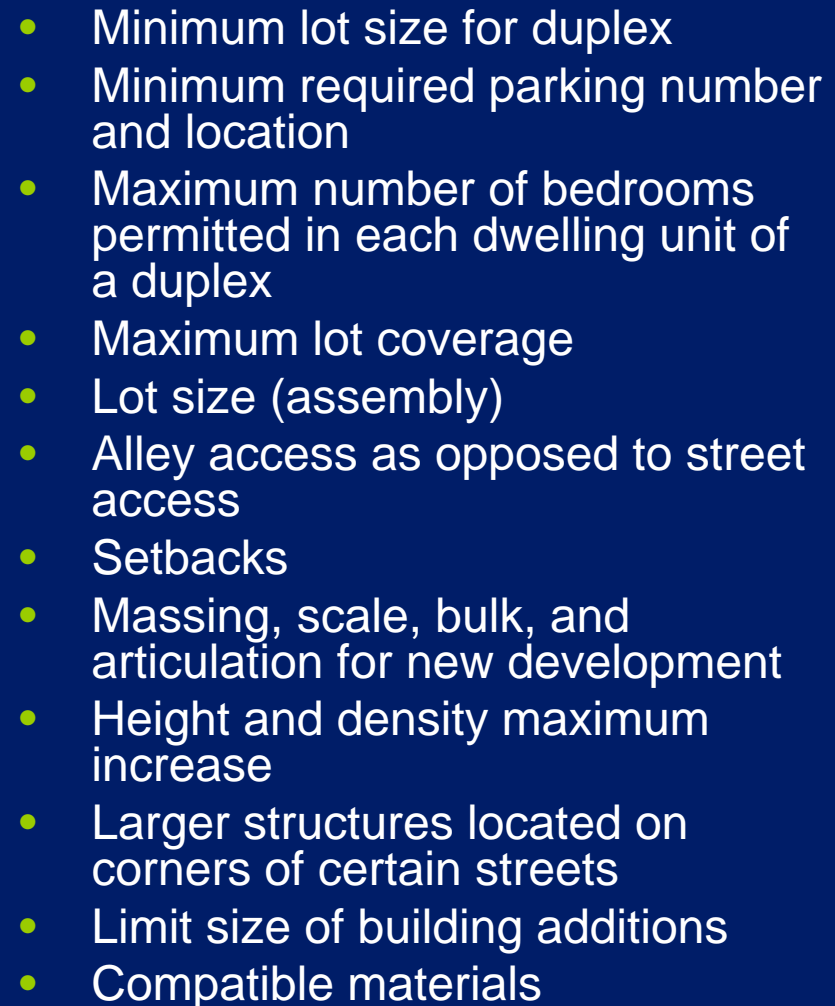 • Minimum lot size for duplex
• Minimum required parking number
and location
• Maximum number of bedrooms
permitted in each dwelling unit of
a duplex
• Maximum lot coverage
• Lot size (assembly)
• Alley access as opposed to street
access
• Setbacks
• Massing, scale, bulk, and
articulation for new development
• Height and density maximum
increase
• Larger structures located on
corners of certain streets
• Limit size of building additions
• Compatible materials